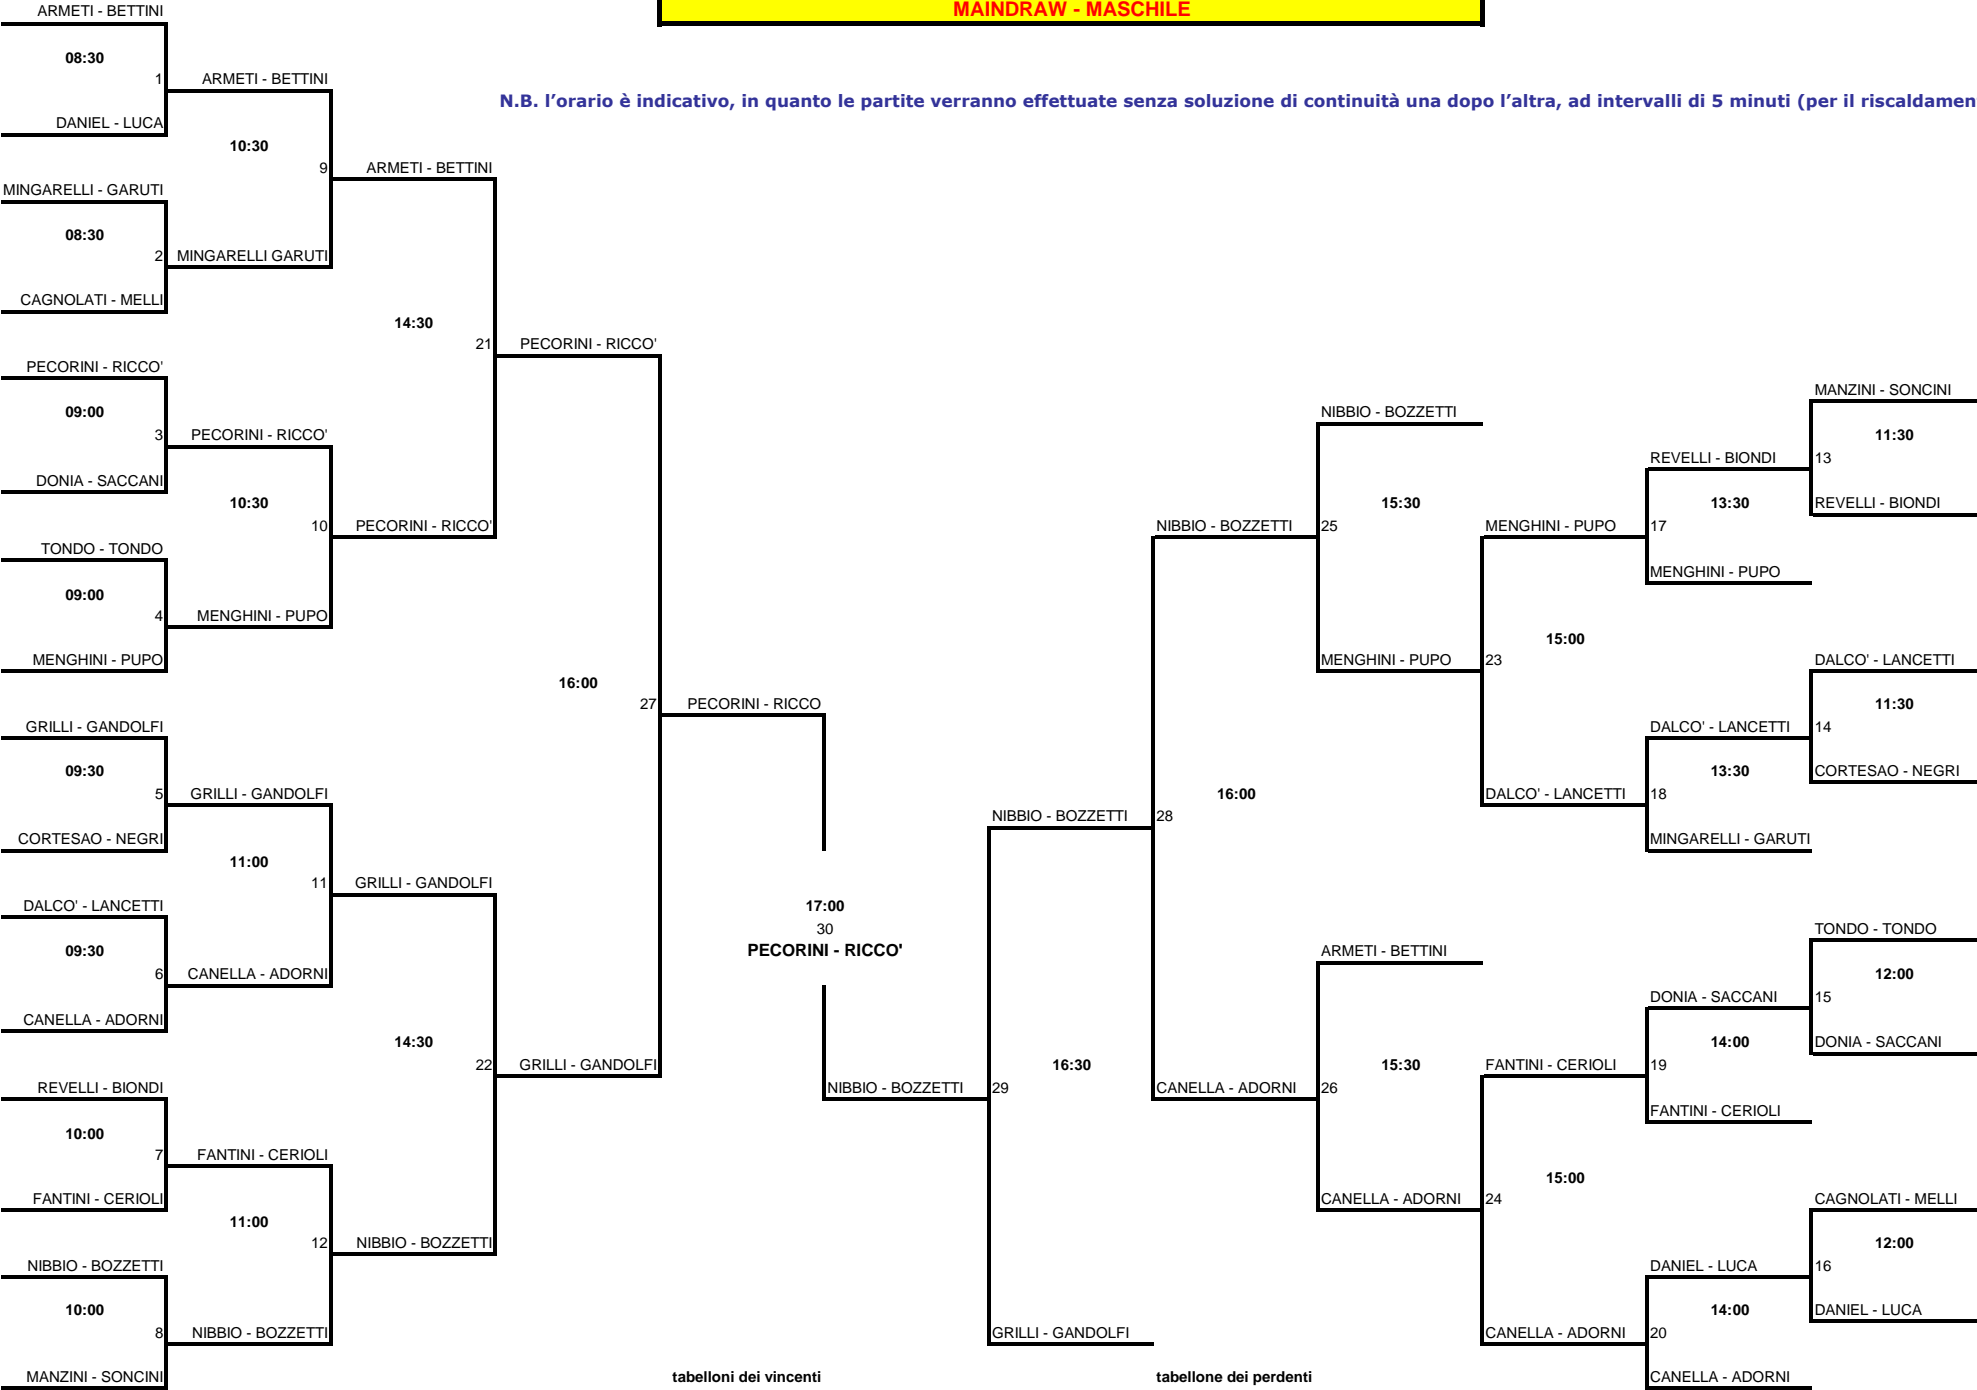 MAINDRAW - MASCHILE
N.B. l'orario è indicativo, in quanto le partite verranno effettuate senza soluzione di continuità una dopo l'altra, ad intervalli di 5 minuti (per il
ARMETI - BETTINI
08:30
1
DANIEL - LUCA
MINGARELLI - GARUTI
08:30
2
CAGNOLATI - MELLI
PECORINI - RICCO'
09:00
3
DONIA - SACCANI
TONDO - TONDO
09:00
4
MENGHINI - PUPO
GRILLI - GANDOLFI
09:30
5
CORTESAO - NEGRI
DALCO' - LANCETTI
09:30
6
CANELLA - ADORNI
REVELLI - BIONDI
10:00
7
FANTINI - CERIOLI
NIBBIO - BOZZETTI
10:00
8
MANZINI - SONCINI
ARMETI - BETTINI
10:30
9
MINGARELLI GARUTI
PECORINI - RICCO'
10:30
10
MENGHINI - PUPO
GRILLI - GANDOLFI
11:00
11
CANELLA - ADORNI
FANTINI - CERIOLI
11:00
12
NIBBIO - BOZZETTI
ARMETI - BETTINI
14:30
21
PECORINI - RICCO'
GRILLI - GANDOLFI
14:30
22
NIBBIO - BOZZETTI
PECORINI - RICCO'
16:00
27
GRILLI - GANDOLFI
PECORINI - RICCO
17:00
30
PECORINI - RICCO'
NIBBIO - BOZZETTI
NIBBIO - BOZZETTI
16:30
29
GRILLI - GANDOLFI
NIBBIO - BOZZETTI
16:00
28
CANELLA - ADORNI
NIBBIO - BOZZETTI
15:30
25
MENGHINI - PUPO
ARMETI - BETTINI
15:30
26
CANELLA - ADORNI
MENGHINI - PUPO
15:00
23
DALCO' - LANCETTI
FANTINI - CERIOLI
15:00
24
CANELLA - ADORNI
REVELLI - BIONDI
13:30
17
MENGHINI - PUPO
DALCO' - LANCETTI
13:30
18
MINGARELLI - GARUTI
DONIA - SACCANI
14:00
19
FANTINI - CERIOLI
DANIEL - LUCA
14:00
20
CANELLA - ADORNI
MANZINI - SONCINI
11:30
13
REVELLI - BIONDI
DALCO' - LANCETTI
11:30
14
CORTESAO - NEGRI
TONDO - TONDO
12:00
15
DONIA - SACCANI
CAGNOLATI - MELLI
12:00
16
DANIEL - LUCA
tabelloni dei vincenti
tabellone dei perdenti